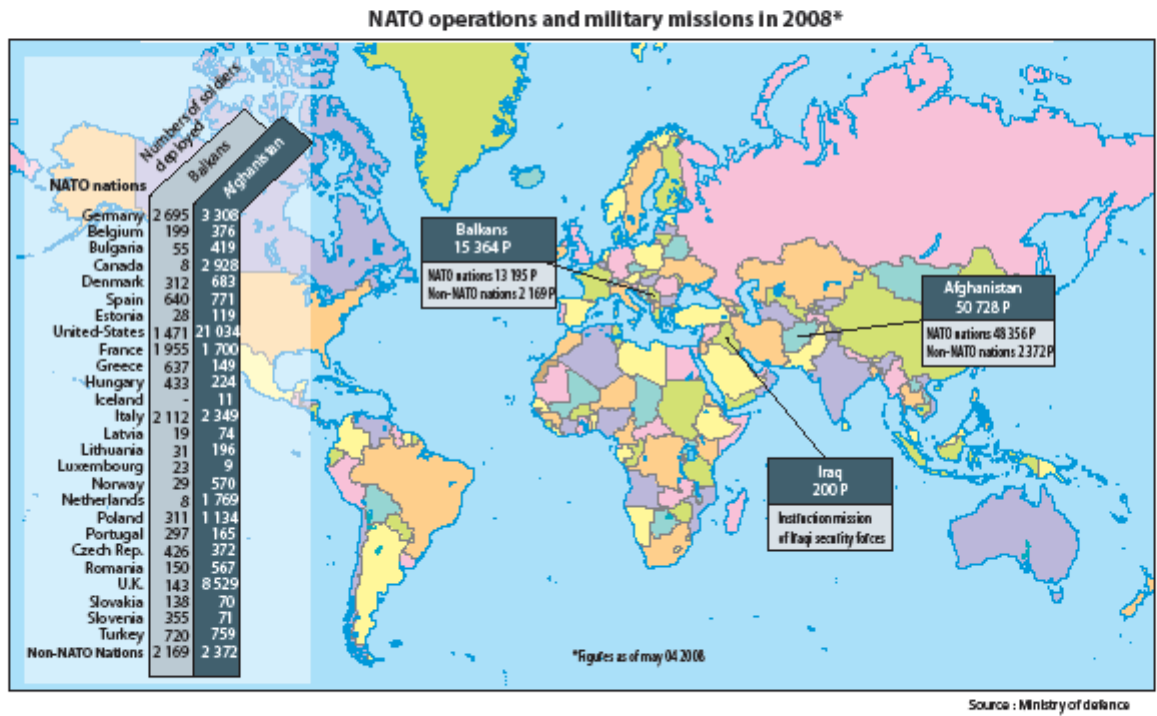 NATO operations and military missions in 2008*
Numbers of soldiers
deployed
Balkans
Afghanistan
NATO nations
Germany 2 695 3 308
Belgium 199 376
Bulgaria 55 419
Canada 8 2 928
Denmark 312 683
Spain 640 771
Estonia 28 119
United-States 1 471 21 034
France 1 955 1 700
Greece 637 149
Hungary 433 224
Iceland - 11
Italy 2 112 2 349
Latvia 19 74
Lithuania 31 196
Luxembourg 23 9
Norway 29 570
Netherlands 8 1 769
Poland 311 1 134
Portugal 297 165
Czech Rep. 426 372
Romania 150 567
U.K. 143 8 529
Slovakia 138 70
Slovenia 355 71
Turkey 720 759
Non-NATO Nations 2 169 2 372
Balkans
15 364 P
NATO nations 13 195 P
Non-NATO nations 2 169 P
Afghanistan
50 728 P
NATO nations 48 356 P
Non-NATO nations 2 372 P
Iraq
200 P
Instruction mission
of Iraqi security forces
*Figures as of may 04 2008
Source : Ministry of defence